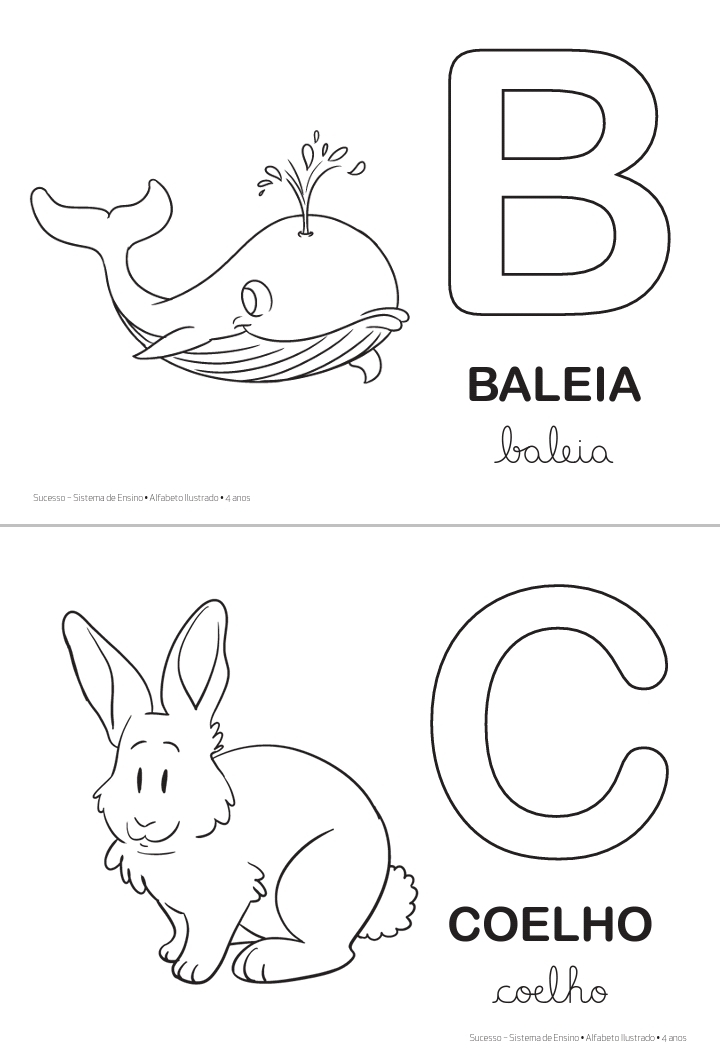 B
BALEIA
baleia
Sucesso - Sistema de Ensino • Alfabeto Ilustrado • 4 anos
C
COELHO
coelho
Sucesso - Sistema de Ensino • Alfabeto Ilustrado • 4 anos